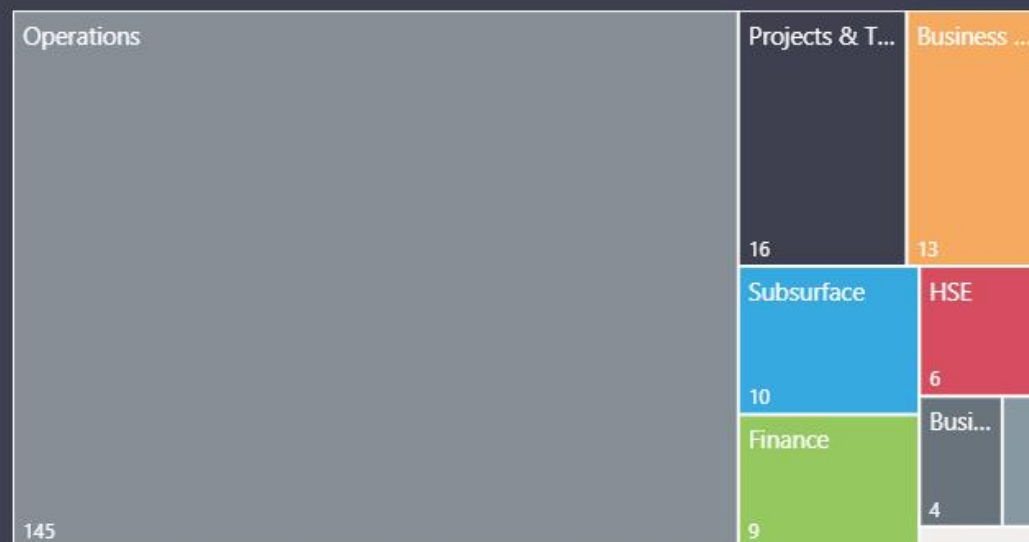 Operations
145
Projects & T...
16
Business ...
13
Subsurface
10
HSE
6
Finance
9
Busi...
4